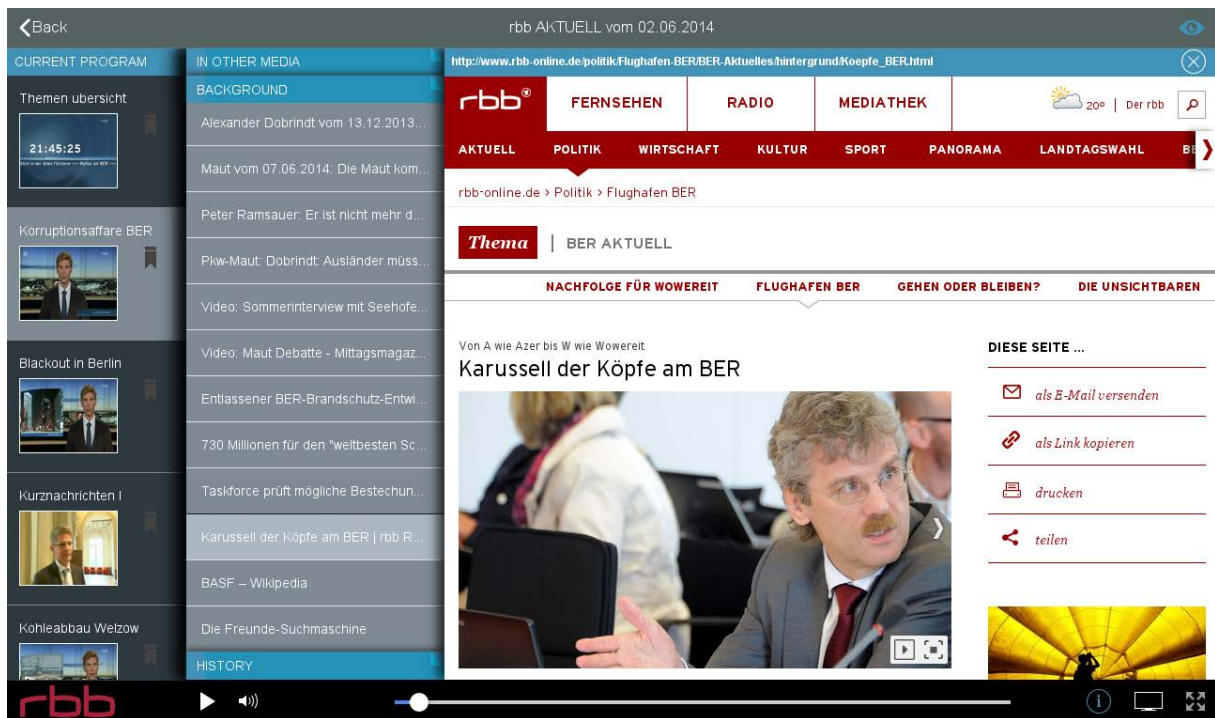 Back
rbb AKTUELL vom 02.06.2014
CURRENT PROGRAM
Themen ubersicht
21:45:25
Korruptionsaffare BER
Blackout in Berlin
Kurznachrichten I
Kohleabbau Welzow
IN OTHER MEDIA
BACKGROUND
Alexander Dobrindt vom 13.12.2013...
Maut vom 07.06.2014: Die Maut kom...
Peter Ramsauer: Er ist nicht mehr d...
Pkw-Maut: Dobrindt: Ausländer müss...
Video: Sommerinterview mit Seehofe...
Video: Maut Debatte - Mittagsmagaz...
Entlassener BER-Brandschutz-Entwi...
730 Millionen für den "weltbesten Sc...
Taskforce prüft mögliche Bestechun...
Karussell der Köpfe am BER | rbb R...
BASF – Wikipedia
Die Freunde-Suchmaschine
HISTORY
http://www.rbb-online.de/politik/Flughafen-BER/BER-Aktuelles/hintergrund/Koepfe_BER.html
rbb FERNSEHEN RADIO MEDIATHEK 20° | Der rbb
AKTUELL POLITIK WIRTSCHAFT KULTUR SPORT PANORAMA LANDTAGSWAHL BE
rbb-online.de > Politik > Flughafen BER
Thema | BER AKTUELL
NACHFOLGE FÜR WOWEREIT FLUGHAFEN BER GEHEN ODER BLEIBEN? DIE UNSICHTBAREN
Von A wie Azer bis W wie Wowereit
Karussell der Köpfe am BER
DIESE SEITE ...
als E-Mail versenden
als Link kopieren
drucken
teilen
rbb